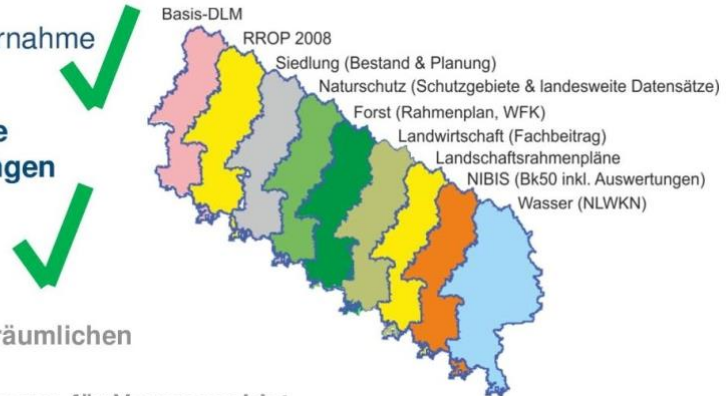 Basis-DLM
RROP 2008
Siedlung (Bestand & Planung)
Naturschutz (Schutzgebiete & landesweite Datensätze)
Forst (Rahmenplan, WFK)
Landwirtschaft (Fachbeitrag)
Landschaftsrahmenpläne
NIBIS (Bk50 inkl. Auswertungen)
Wasser (NLWKN)
rnahme
e
ngen
räumlichen